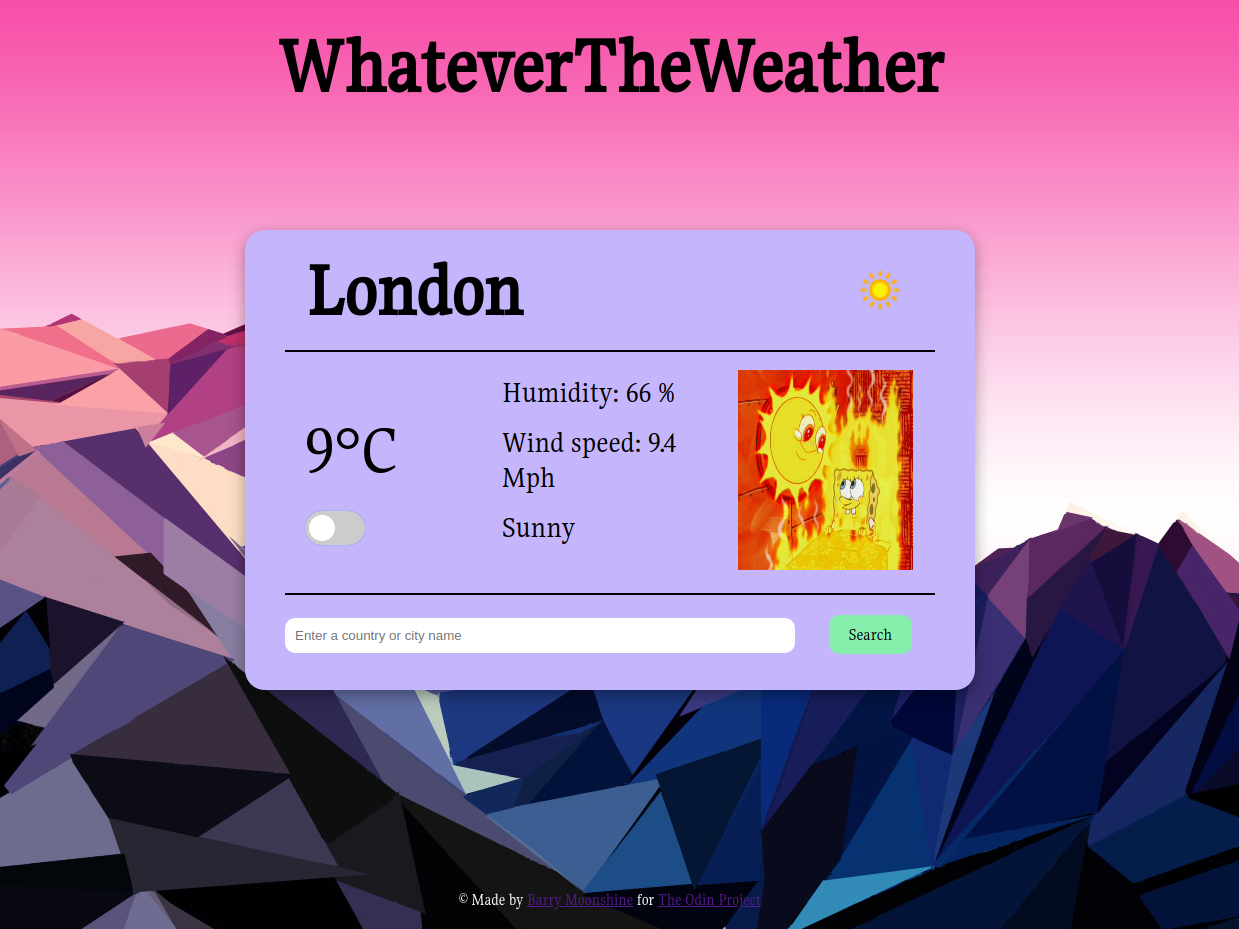 WhateverTheWeather
London
9°C
Humidity: 66 %
Wind speed: 9.4
Mph
Sunny
Enter a country or city name
Search
© Made by Barry Moonshine for The Odin Project